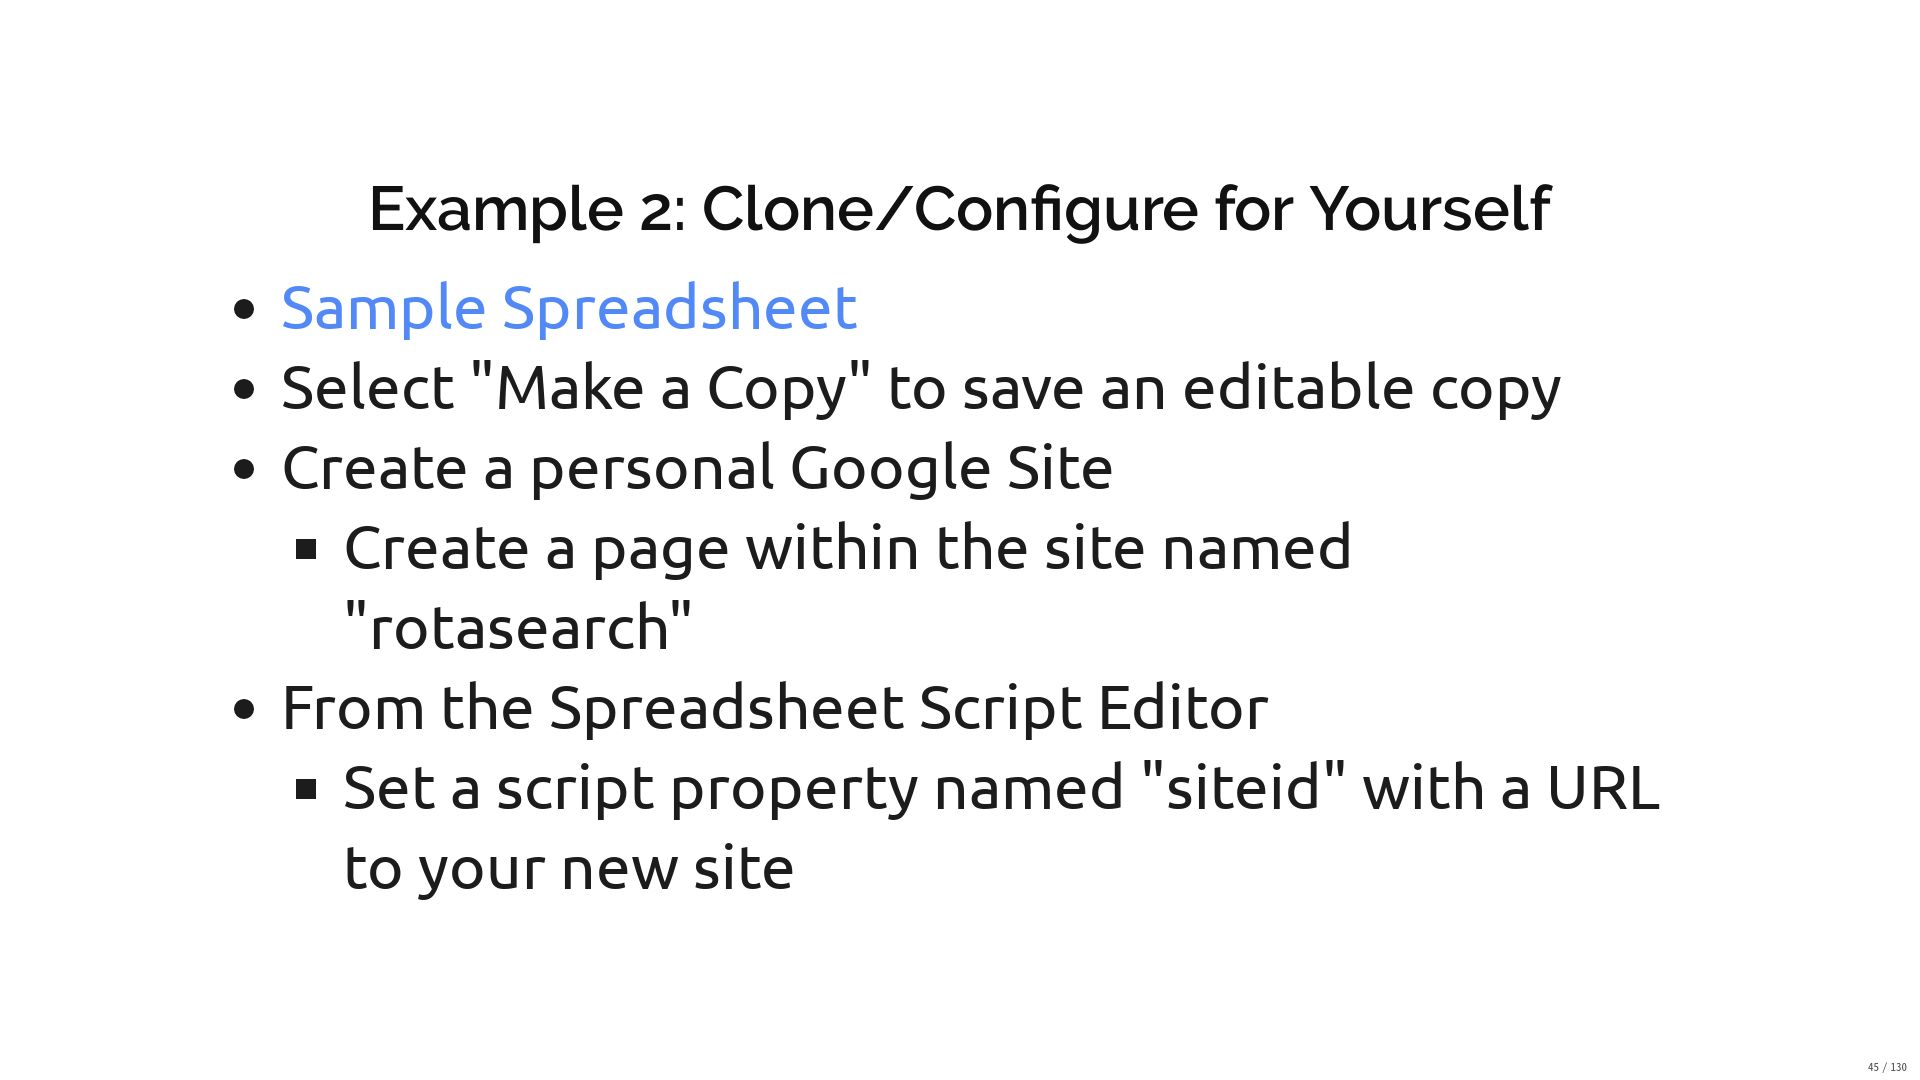 Example 2: Clone/Configure for Yourself
Sample Spreadsheet
Select "Make a Copy" to save an editable copy
Create a personal Google Site
Create a page within the site named
"rotasearch"
From the Spreadsheet Script Editor
Set a script property named "siteid" with a URL
to your new site
45 / 130